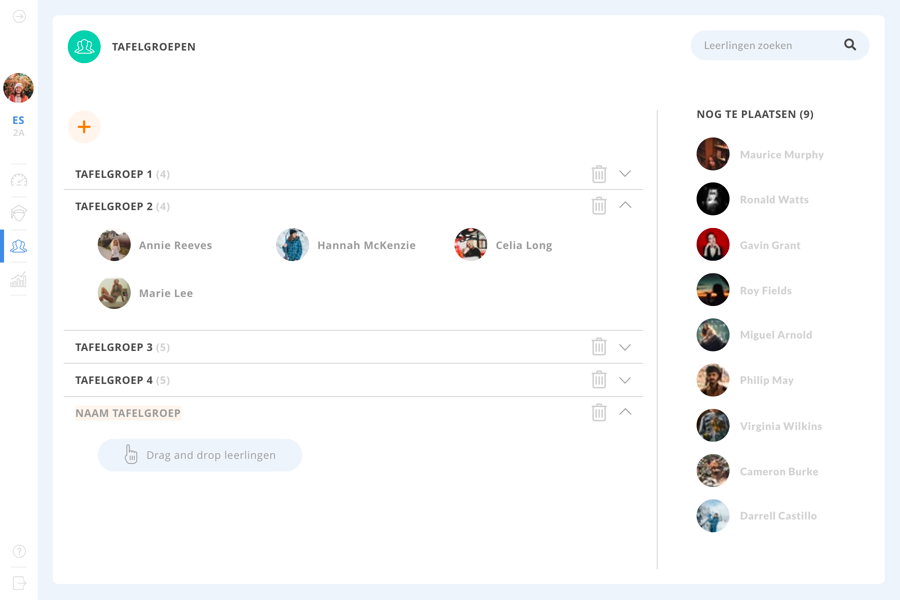 TAFELGROEPEN
Leerlingen zoeken
ES
2A
TAFELGROEP 1 (4)
TAFELGROEP 2 (4)
Annie Reeves
Hannah McKenzie
Celia Long
Marie Lee
TAFELGROEP 3 (5)
TAFELGROEP 4 (5)
NAAM TAFELGROEP
Drag and drop leerlingen
NOG TE PLAATSEN (9)
Maurice Murphy
Ronald Watts
Gavin Grant
Roy Fields
Miguel Arnold
Philip May
Virginia Wilkins
Cameron Burke
Darrell Castillo
?